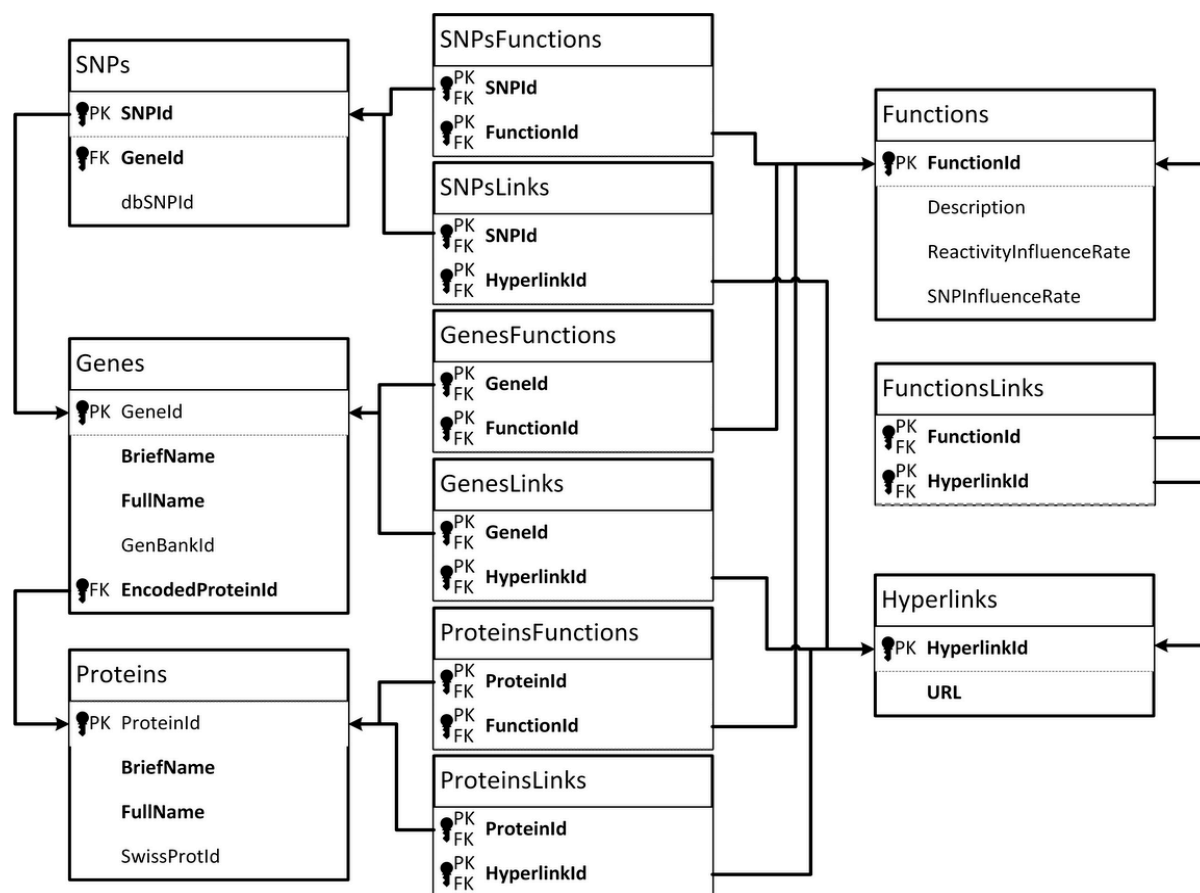 SNPs
PK SNPId
FK GeneId
dbSNPId
Genes
PK GeneId
BriefName
FullName
GenBankId
FK EncodedProteinId
Proteins
PK ProteinId
BriefName
FullName
SwissProtId
SNPsFunctions
PK
FK SNPId
PK
FK FunctionId
SNPsLinks
PK
FK SNPId
PK
FK HyperlinkId
GenesFunctions
PK
FK GeneId
PK
FK FunctionId
GenesLinks
PK
FK GeneId
PK
FK HyperlinkId
ProteinsFunctions
PK
FK ProteinId
PK
FK FunctionId
ProteinsLinks
PK
FK ProteinId
PK
FK HyperlinkId
Functions
PK FunctionId
Description
ReactivityInfluenceRate
SNPInfluenceRate
FunctionsLinks
PK
FK FunctionId
PK
FK HyperlinkId
Hyperlinks
PK HyperlinkId
URL